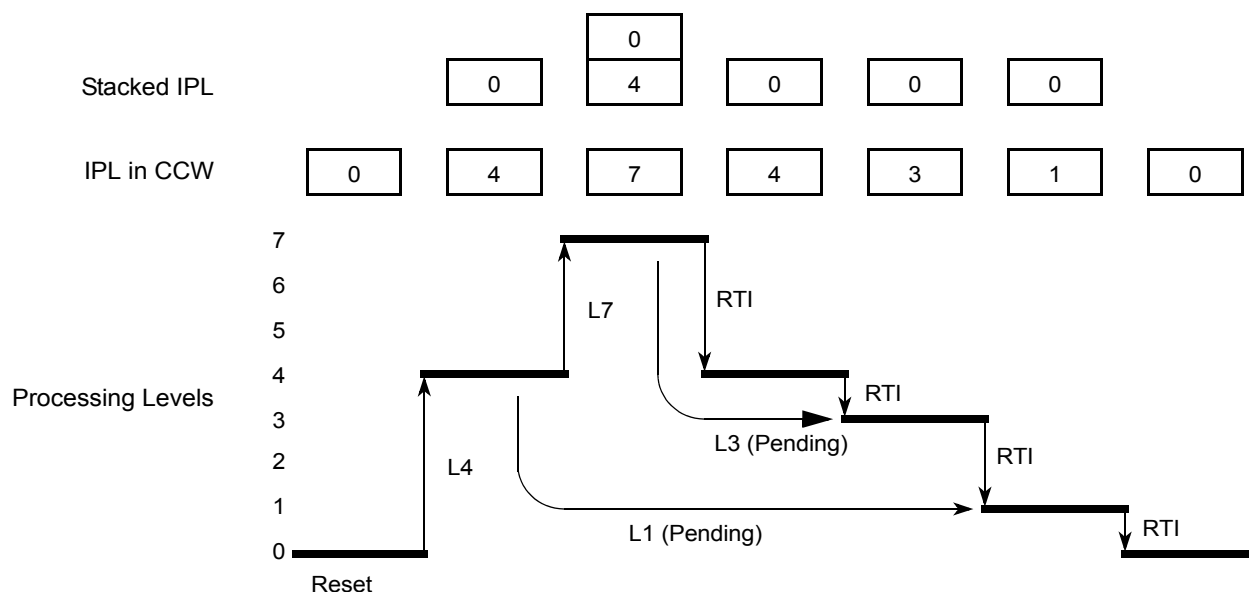 0
Stacked IPL 0 4 0 0 0
IPL in CCW 0 4 7 4 3 1 0
7
6
L7 RTI
5
Processing Levels 4
RTI
3
L3 (Pending)
2 L4 RTI
1
L1 (Pending) RTI
0
Reset